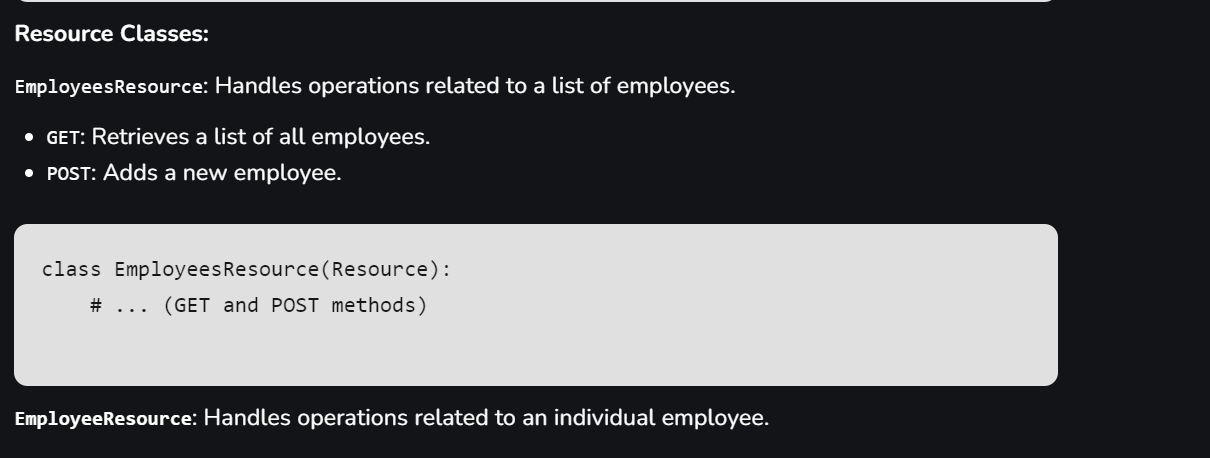 Resource Classes:
EmployeesResource: Handles operations related to a list of employees.
• GET: Retrieves a list of all employees.
• POST: Adds a new employee.
class EmployeesResource(Resource):
    # ... (GET and POST methods)
EmployeeResource: Handles operations related to an individual employee.